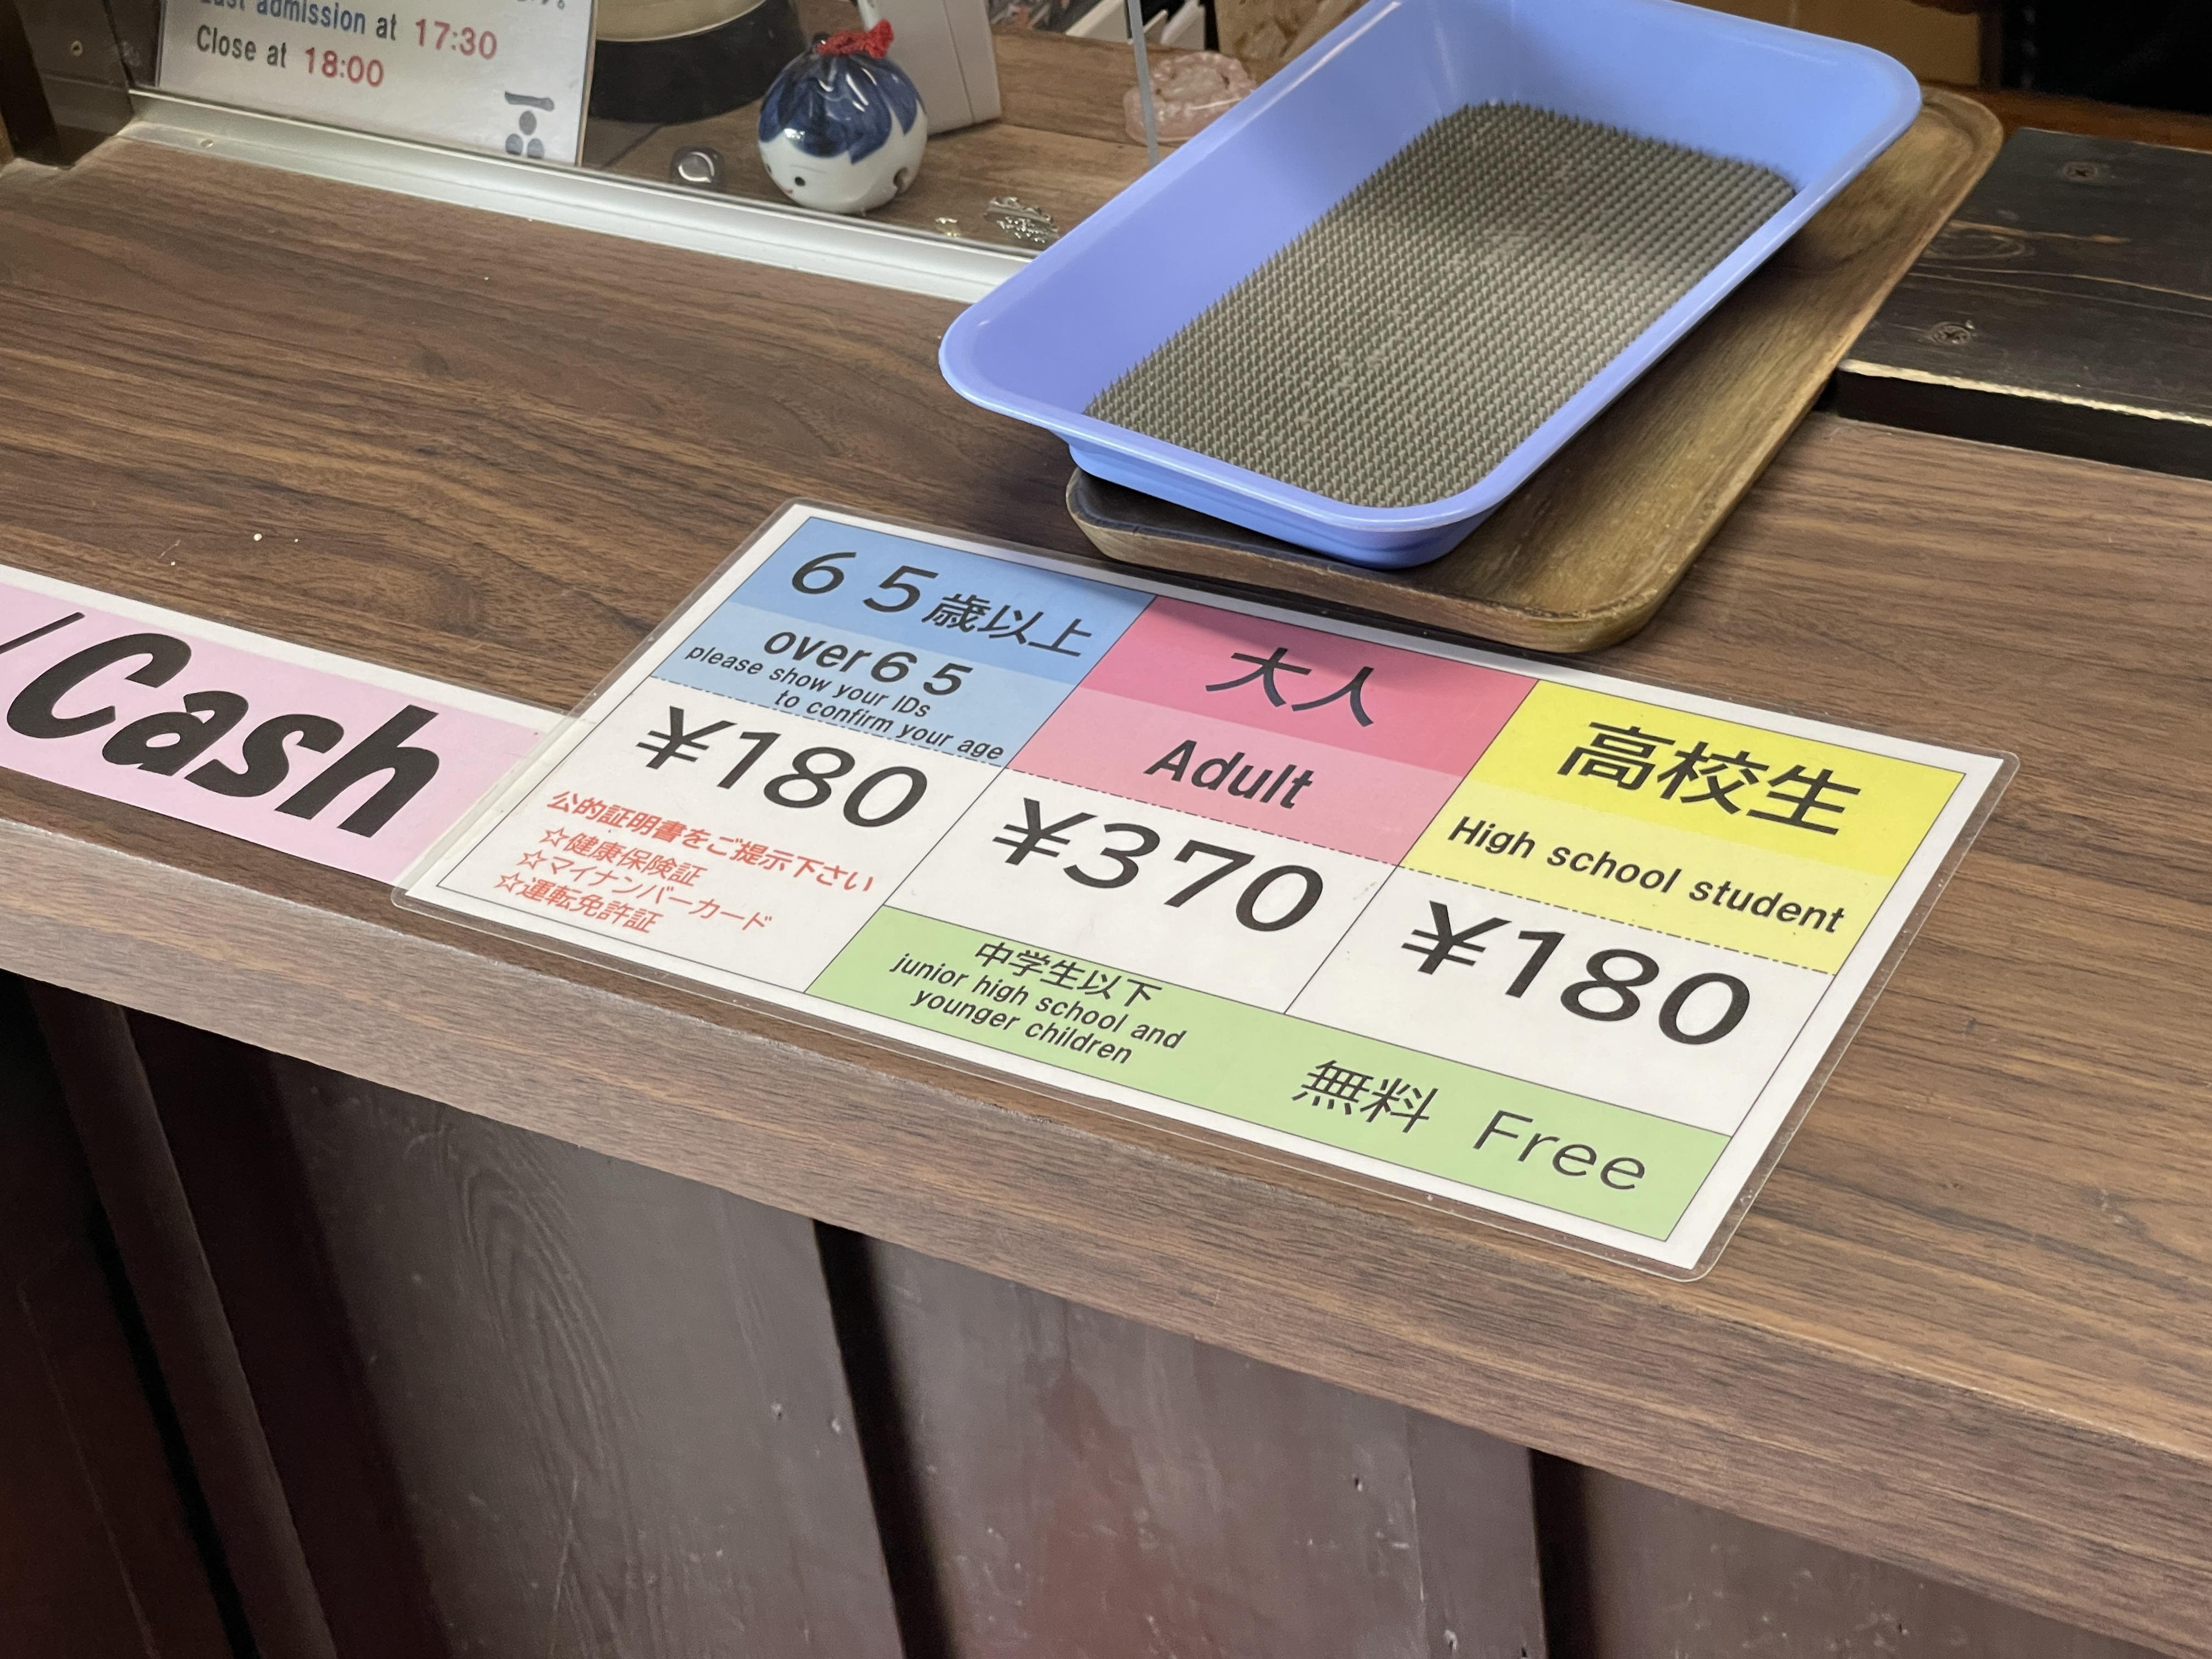 admission at 17:30
Close at 18:00
/Cash
65歳以上
over65
please show your IDs
to confirm your age
¥180
公的証明書をご提示下さい
☆健康保険証
☆マイナンバーカード
☆運転免許証
大人
Adult
¥370
高校生
High school student
¥180
中学生以下
junior high school and
younger children
無料 Free